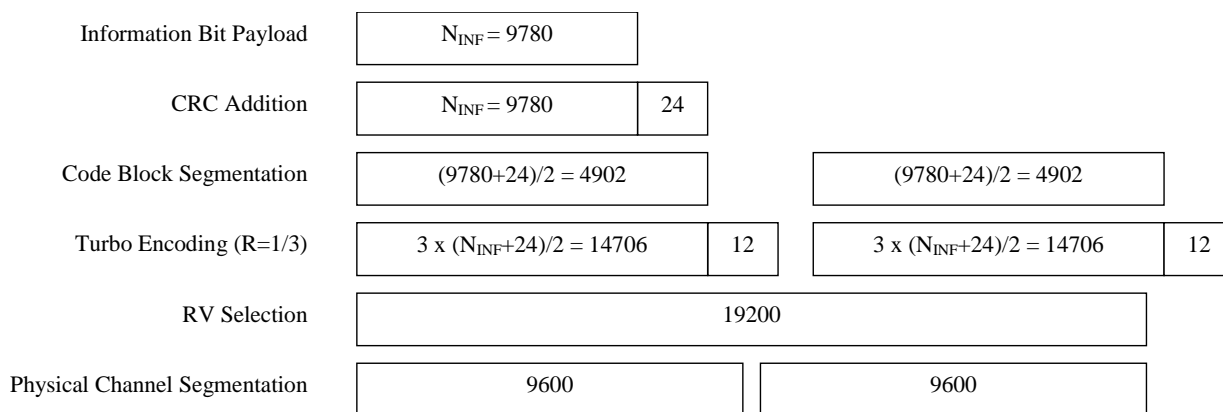 Information Bit Payload
N_INF = 9780
CRC Addition
N_INF = 9780
24
Code Block Segmentation
(9780+24)/2 = 4902
(9780+24)/2 = 4902
Turbo Encoding (R=1/3)
3 x (N_INF+24)/2 = 14706
12
3 x (N_INF+24)/2 = 14706
12
RV Selection
19200
Physical Channel Segmentation
9600
9600